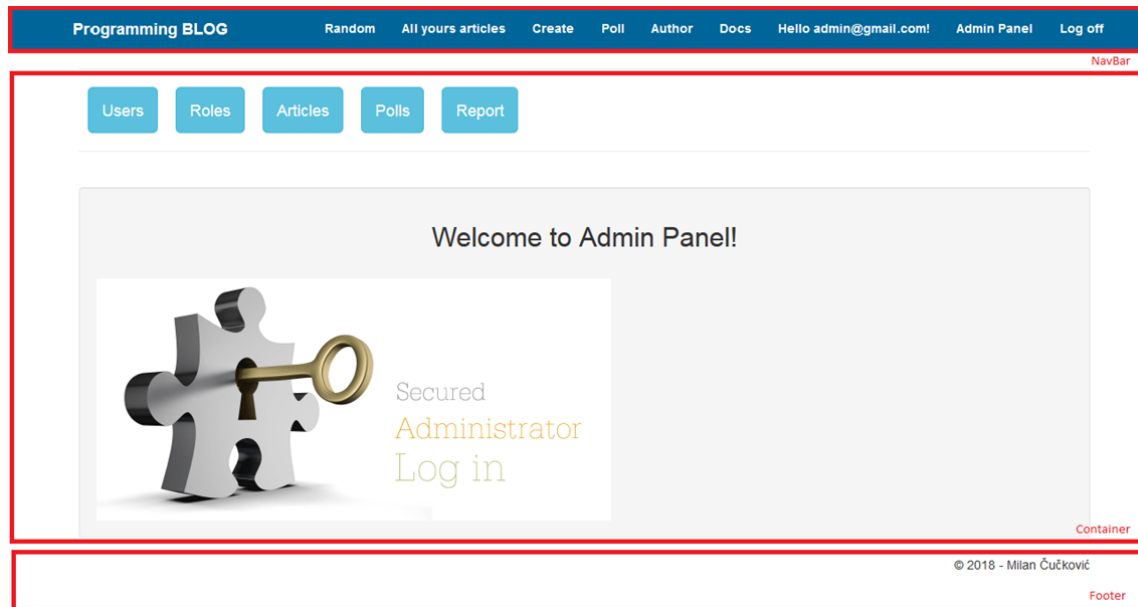 Programming BLOG Random All yours articles Create Poll Author Docs Hello admin@gmail.com! Admin Panel Log off
NavBar
Users Roles Articles Polls Report
Welcome to Admin Panel!
Secured
Administrator
Log in
Container
© 2018 - Milan Čučković
Footer